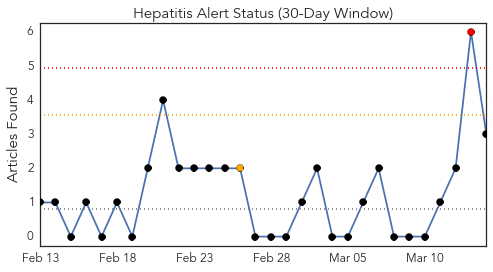 Hepatitis Alert Status (30-Day Window)
Articles Found
6
5
4
3
2
1
0
Feb 13
Feb 18
Feb 23
Feb 28
Mar 05
Mar 10